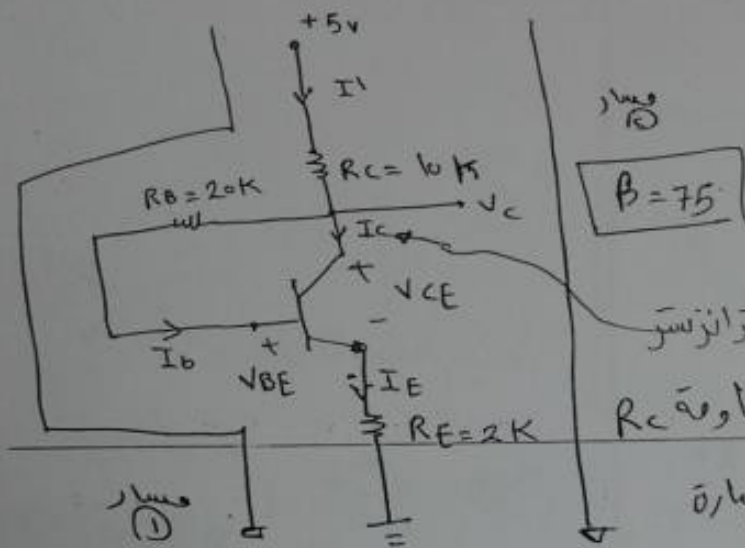 +5v
I'
RC = 10 K
RB = 20K
VC
IC
+
VCE
-
Ib
+
VBE
IE
RE = 2K
مسار
①
مسار
②
β = 75
RC